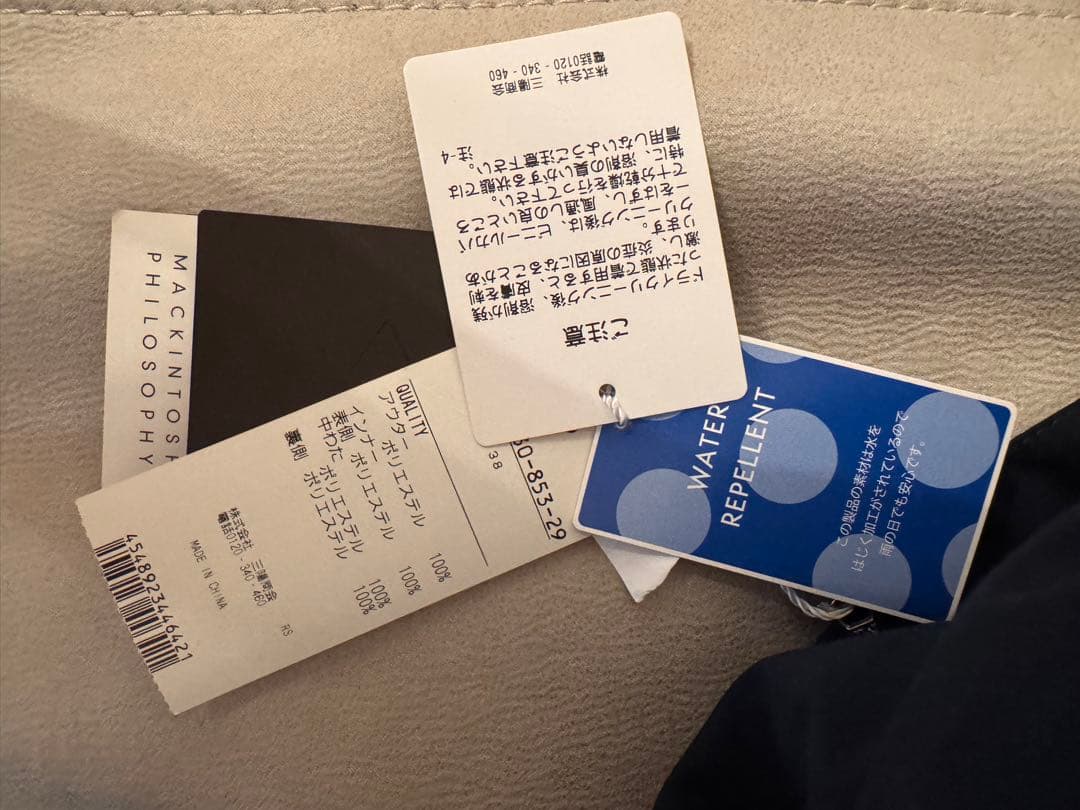 MACKINTOSH
PHILOSOPHY
QUALITY
アウター ポリエステル 100%
インナー
表側 ポリエステル 100%
中わた ポリエステル 100%
裏側 ポリエステル 100%
株式会社 三陽商会
電話0120-340-460
MADE IN CHINA
RS
4548923446421
38
30-853-29
ご注意
ドライクリーニング後、溶剤が残
った状態で着用すると、皮膚を刺
激し、炎症の原因になることがあ
ります。
クリーニング後は、ビニールカバ
ーをはずし、風通しの良いところ
で十分乾燥を行って下さい。
特に、溶剤の臭いがする状態では
着用しないようご注意下さい。
注-4
株式会社 三陽商会
電話0120-340-460
WATER
REPELLENT
この製品の素材は水を
はじく加工がされているので
雨の日でも安心です。